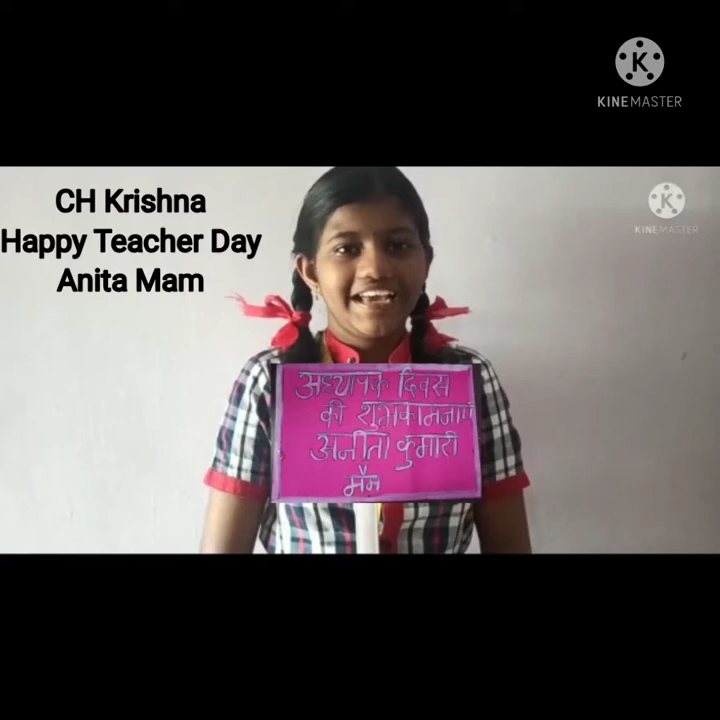 KINEMASTER
CH Krishna
Happy Teacher Day
Anita Mam
KINEMASTER
अध्यापक दिवस
की शुभकामनाएं
अनीता कुमारी
मैम